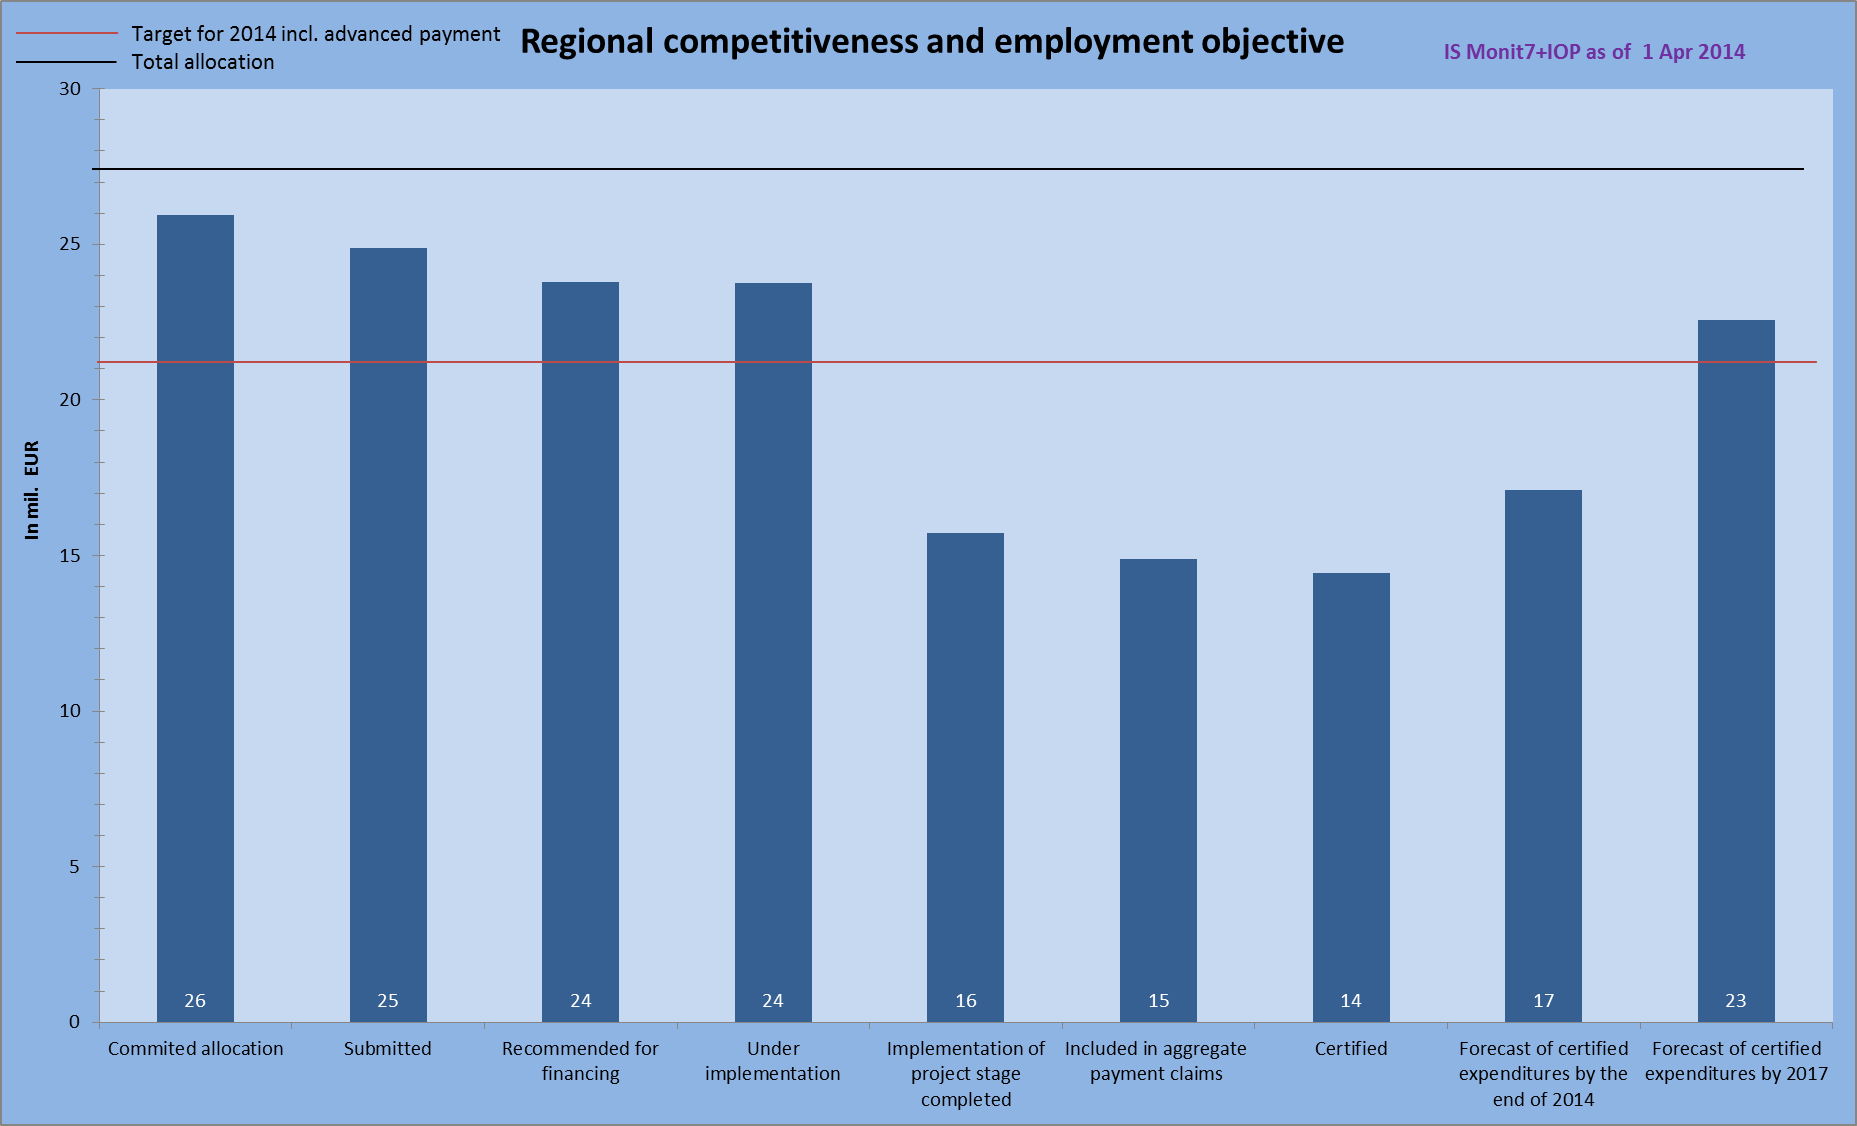 Target for 2014 incl. advanced payment
Total allocation
Regional competitiveness and employment objective
IS Monit7+IOP as of 1 Apr 2014
In mil. EUR
30
25
20
15
10
5
0
26
25
24
24
16
15
14
17
23
Commited allocation
Submitted
Recommended for
financing
Under
implementation
Implementation of
project stage
completed
Included in aggregate
payment claims
Certified
Forecast of certified
expenditures by the
end of 2014
Forecast of certified
expenditures by 2017